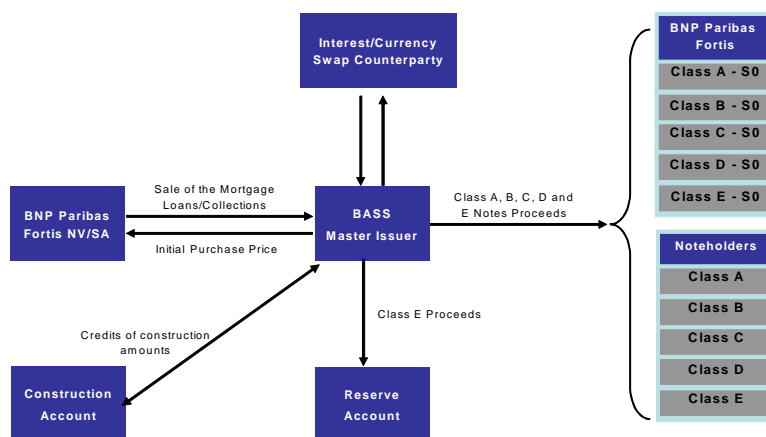 Interest/Currency
Swap Counterparty
BNP Paribas
Fortis
Class A - S0
Class B - S0
Class C - S0
Class D - S0
Class E - S0
Sale of the Mortgage
Loans/Collections
BNP Paribas
Fortis NV/SA
Initial Purchase Price
BASS
Master Issuer
Class A, B, C, D and
E Notes Proceeds
Noteholders
Class A
Class B
Class C
Class D
Class E
Class E Proceeds
Credits of construction
amounts
Construction
Account
Reserve
Account